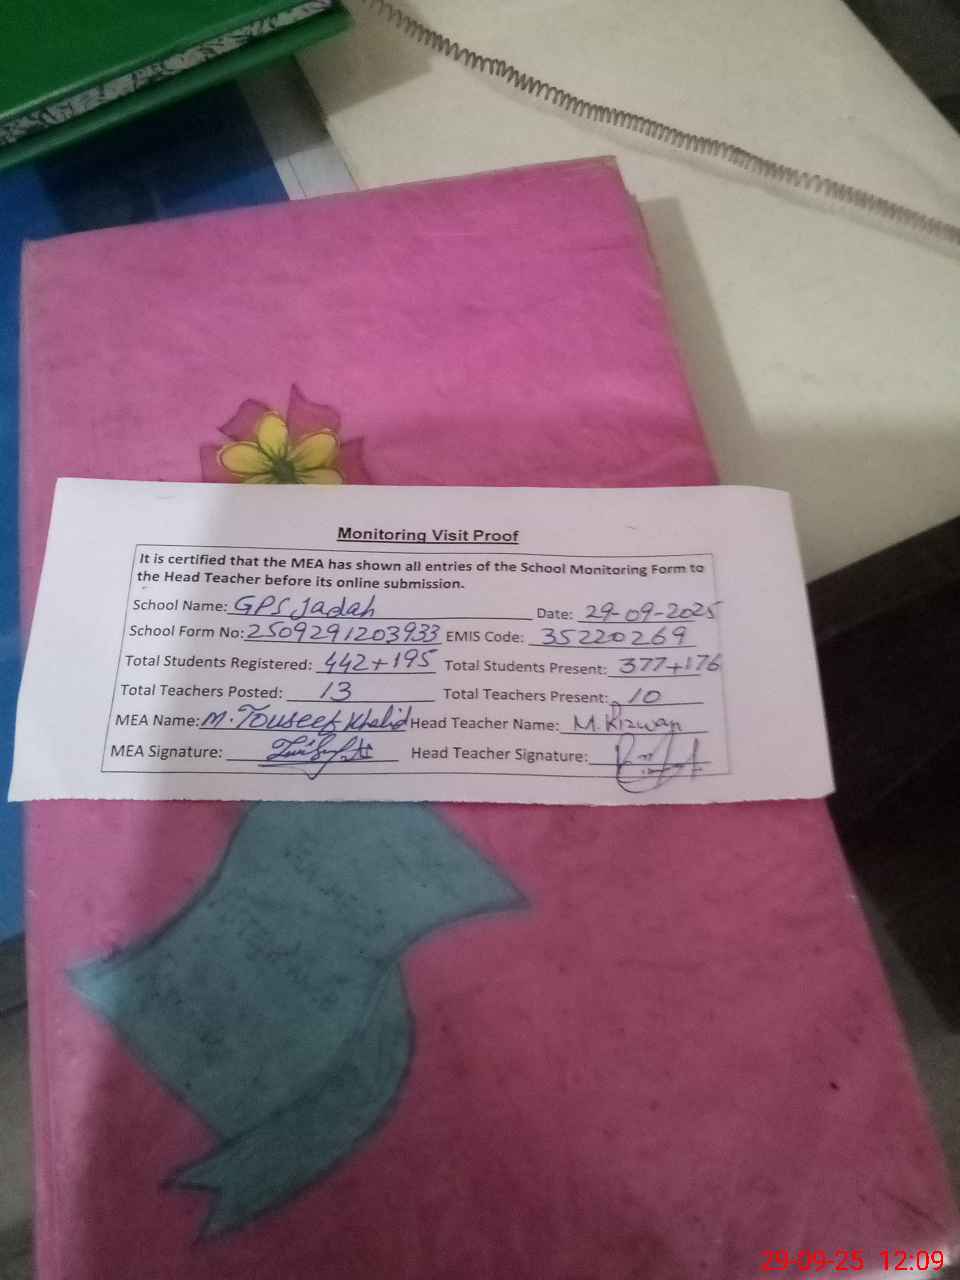 Monitoring Visit Proof
It is certified that the MEA has shown all entries of the School Monitoring Form to
the Head Teacher before its online submission.
School Name: GPS Jadah Date: 29-09-2025
School Form No: 2509291203933 EMIS Code: 35220269
Total Students Registered: 442+195 Total Students Present: 377+176
Total Teachers Posted: 13 Total Teachers Present: 10
MEA Name: M. Touseef Khalid Head Teacher Name: M. Rizwan
MEA Signature: Head Teacher Signature:
29-09-25 12:09